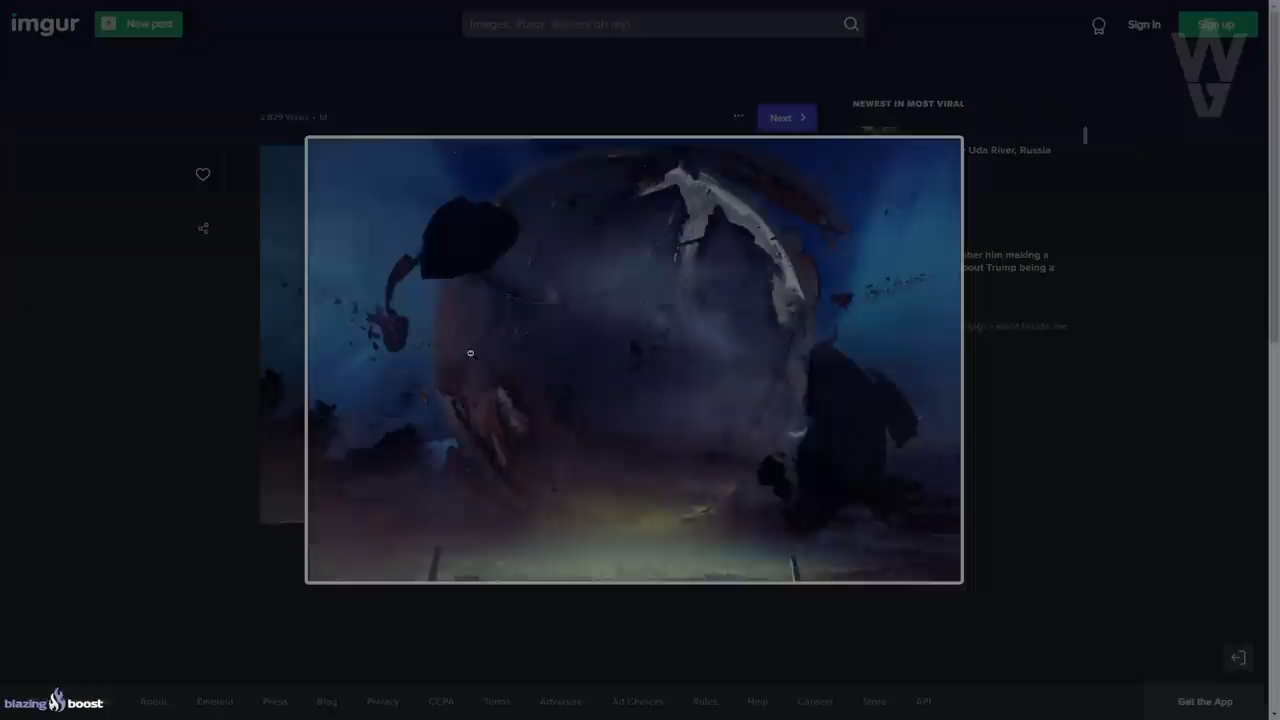 imgur
New post
Images, #tags, @users oh my!
Sign in
Sign up
W
V
2,829 Views • 1d
Next
NEWEST IN MOST VIRAL
Uda River, Russia
him making a
Trump being a
blazing boost
About
Emerald
Press
Blog
Privacy
CCPA
Terms
Advertise
Ad Choices
Rules
Help
Careers
Store
API
Get the App